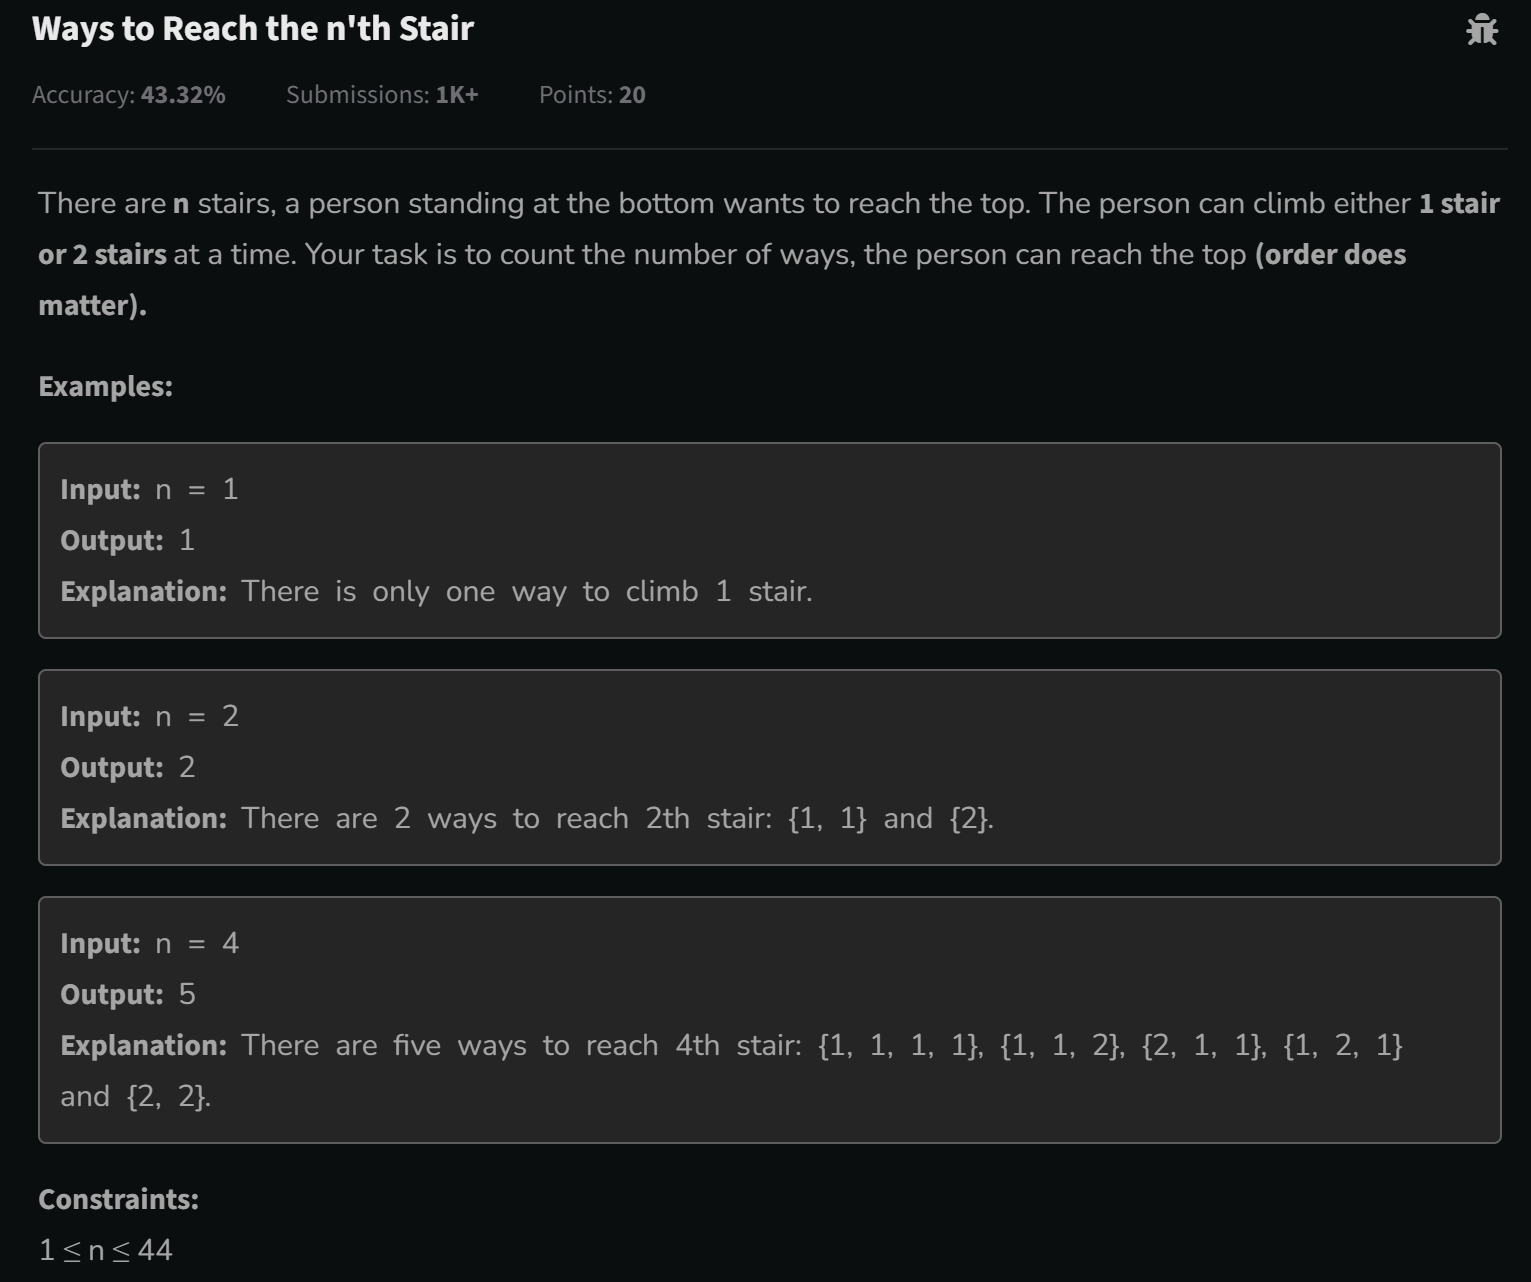 Ways to Reach the n'th Stair
Accuracy: 43.32% Submissions: 1K+ Points: 20
There are n stairs, a person standing at the bottom wants to reach the top. The person can climb either 1 stair
or 2 stairs at a time. Your task is to count the number of ways, the person can reach the top (order does
matter).
Examples:
Input: n = 1
Output: 1
Explanation: There is only one way to climb 1 stair.
Input: n = 2
Output: 2
Explanation: There are 2 ways to reach 2th stair: {1, 1} and {2}.
Input: n = 4
Output: 5
Explanation: There are five ways to reach 4th stair: {1, 1, 1, 1}, {1, 1, 2}, {2, 1, 1}, {1, 2, 1}
and {2, 2}.
Constraints:
1 ≤ n ≤ 44